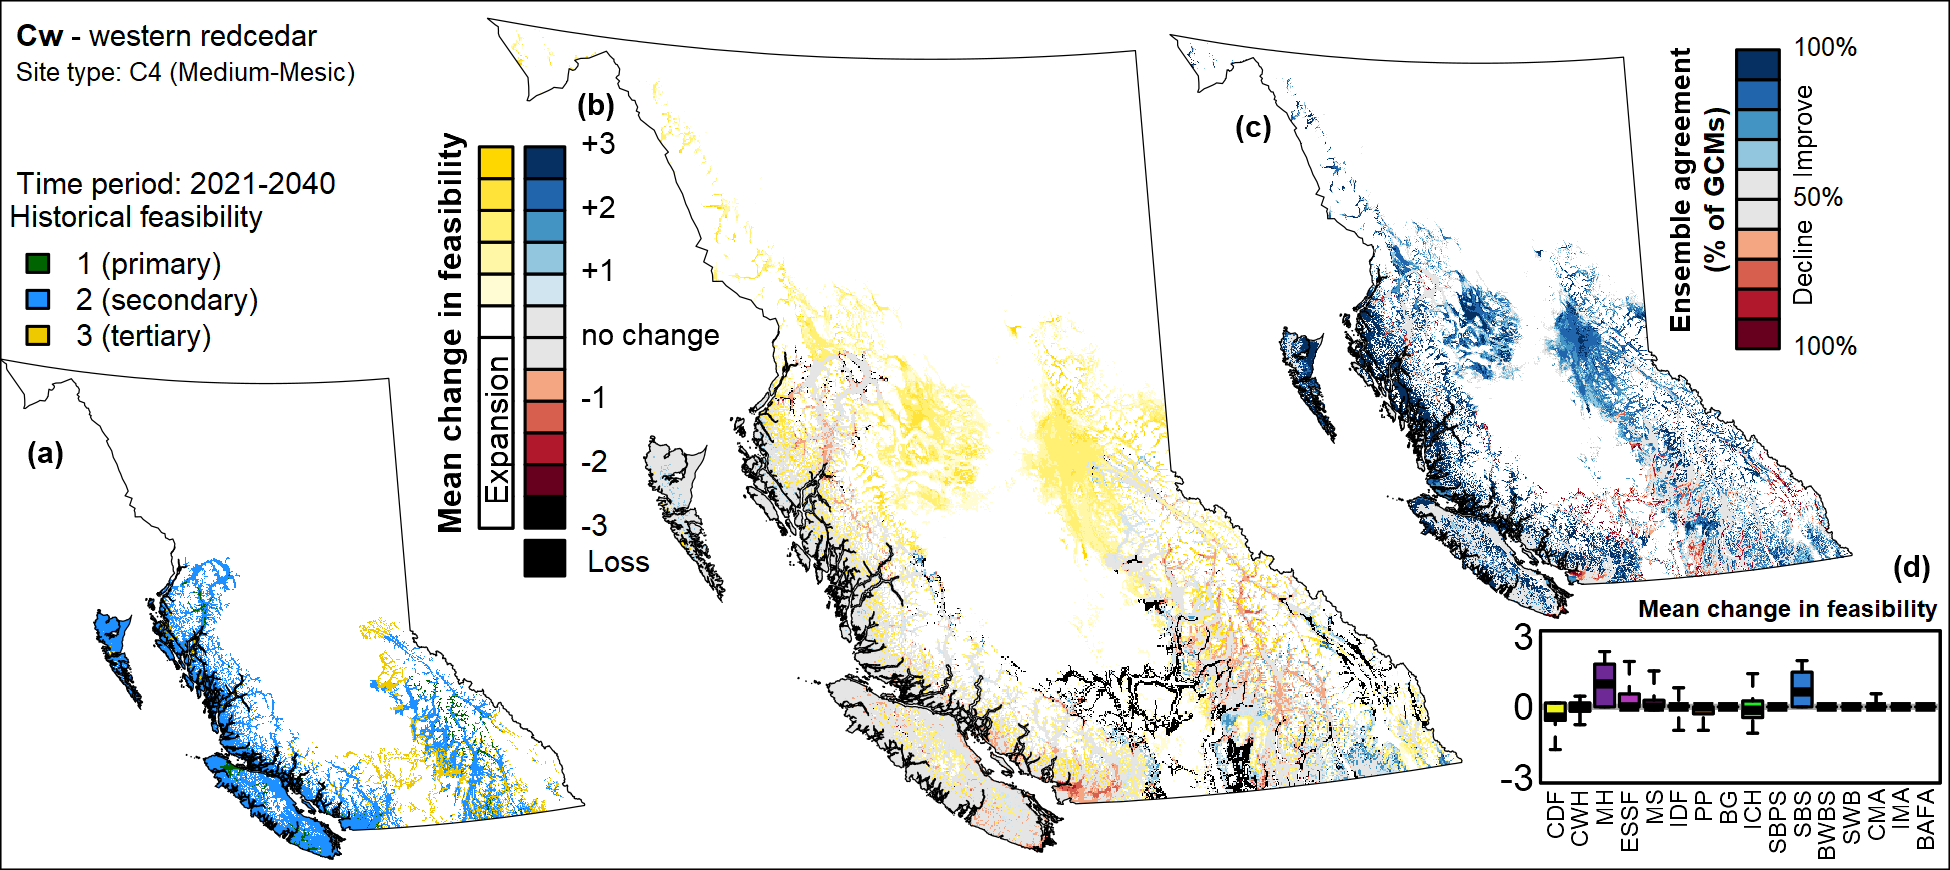 Cw - western redcedar
Site type: C4 (Medium-Mesic)
Time period: 2021-2040
Historical feasibility
1 (primary)
2 (secondary)
3 (tertiary)
(a)
(b)
Mean change in feasibility
Expansion
+3
+2
+1
no change
-1
-2
-3
Loss
(c)
Ensemble agreement
(% of GCMs)
100%
Improve
50%
Decline
100%
(d)
Mean change in feasibility
3
0
-3
CDF
CWH
MH
ESSF
MS
IDF
PP
BG
ICH
SBPS
SBS
BWBS
SWB
CMA
IMA
BAFA